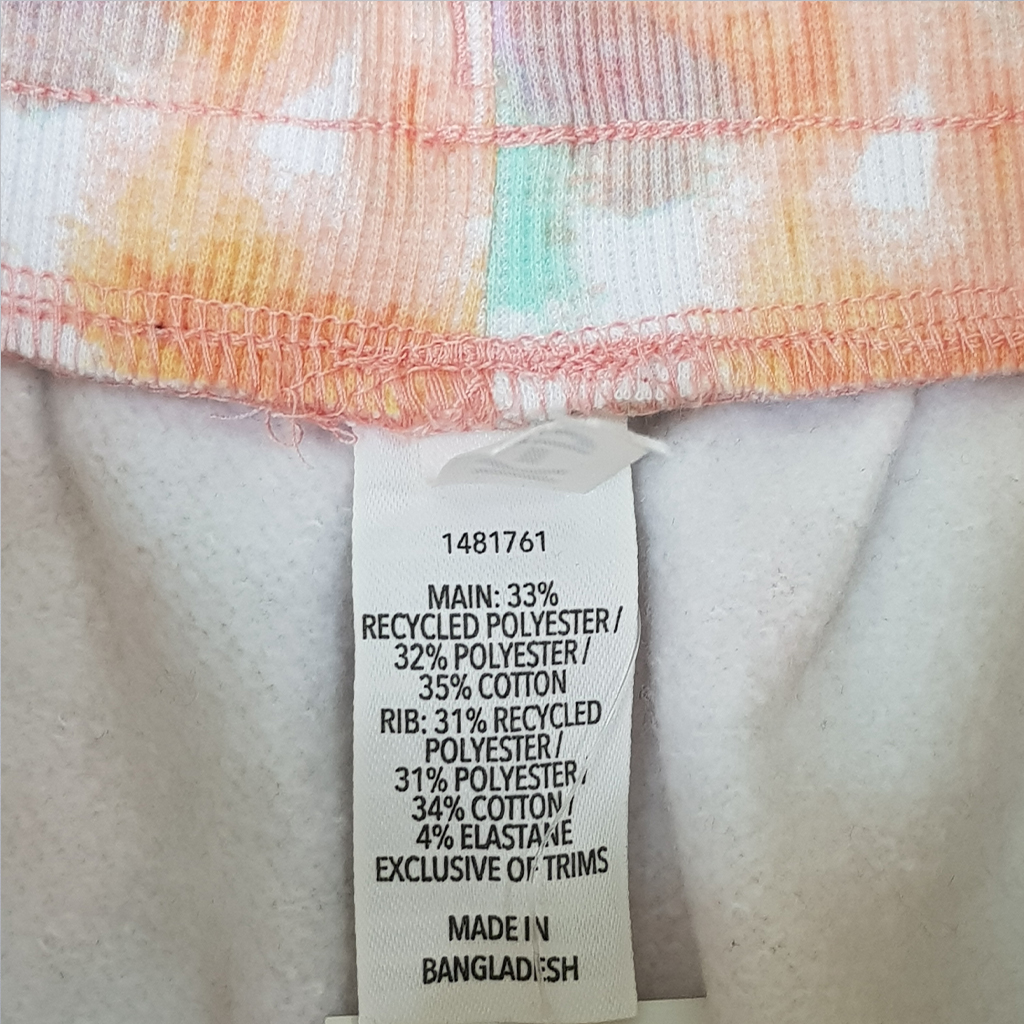 1481761
MAIN: 33%
RECYCLED POLYESTER /
32% POLYESTER /
35% COTTON
RIB: 31% RECYCLED
POLYESTER /
31% POLYESTER /
34% COTTON /
4% ELASTANE
EXCLUSIVE OF TRIMS
MADE IN
BANGLADESH